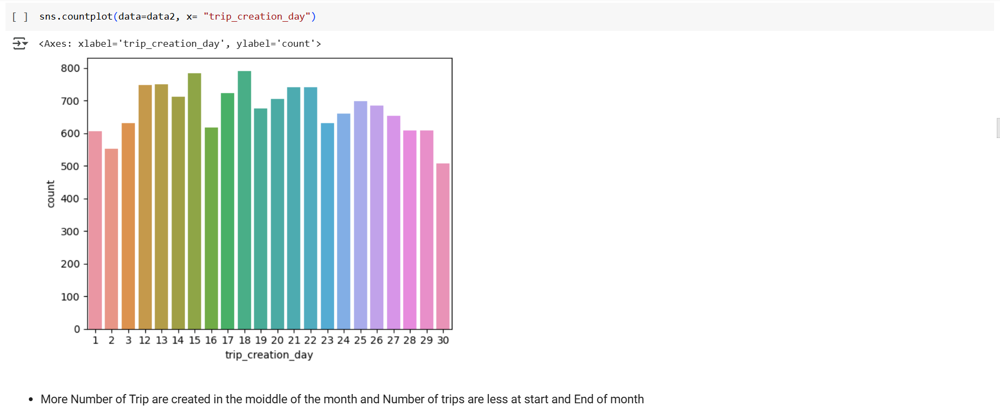 [ ] sns.countplot(data=data2, x= "trip_creation_day")
<Axes: xlabel='trip_creation_day', ylabel='count'>
800
700
600
500
400
300
200
100
0
count
1 2 3 12 13 14 15 16 17 18 19 20 21 22 23 24 25 26 27 28 29 30
trip_creation_day
• More Number of Trip are created in the moiddle of the month and Number of trips are less at start and End of month